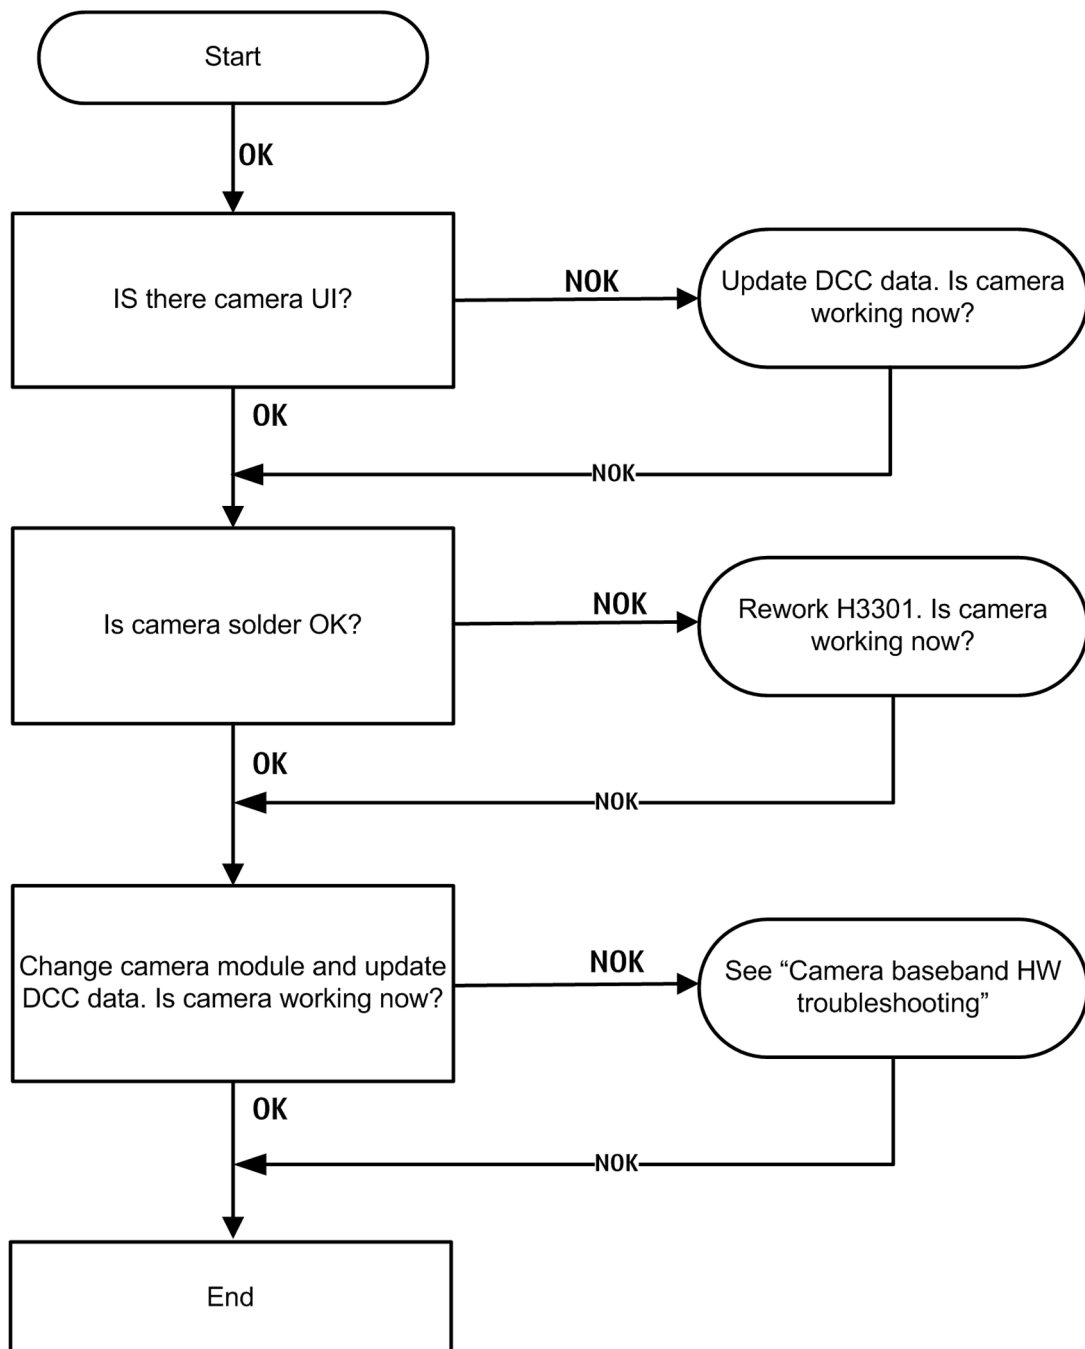 Start
OK
IS there camera UI?
NOK
Update DCC data. Is camera
working now?
OK
NOK
Is camera solder OK?
NOK
Rework H3301. Is camera
working now?
OK
NOK
Change camera module and update
DCC data. Is camera working now?
NOK
See “Camera baseband HW
troubleshooting”
OK
NOK
End